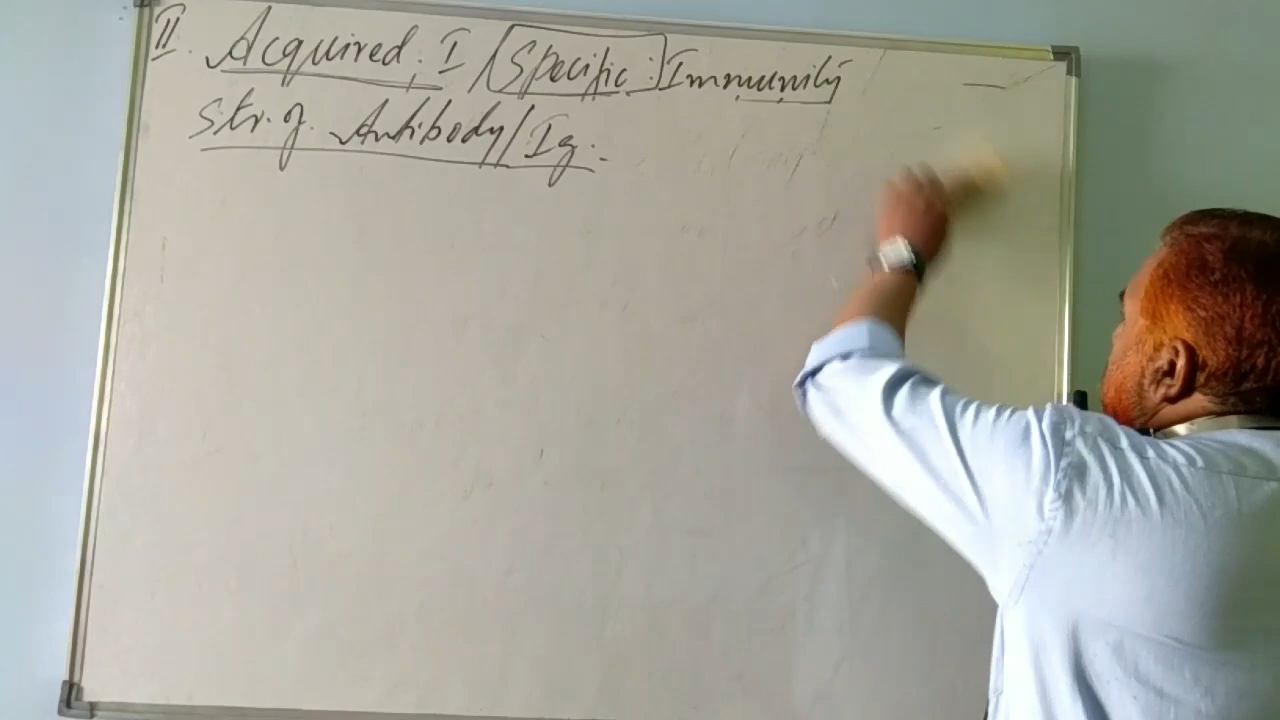 II. Acquired. I / Specific : Immunity
Str. of. Antibody/Ig.